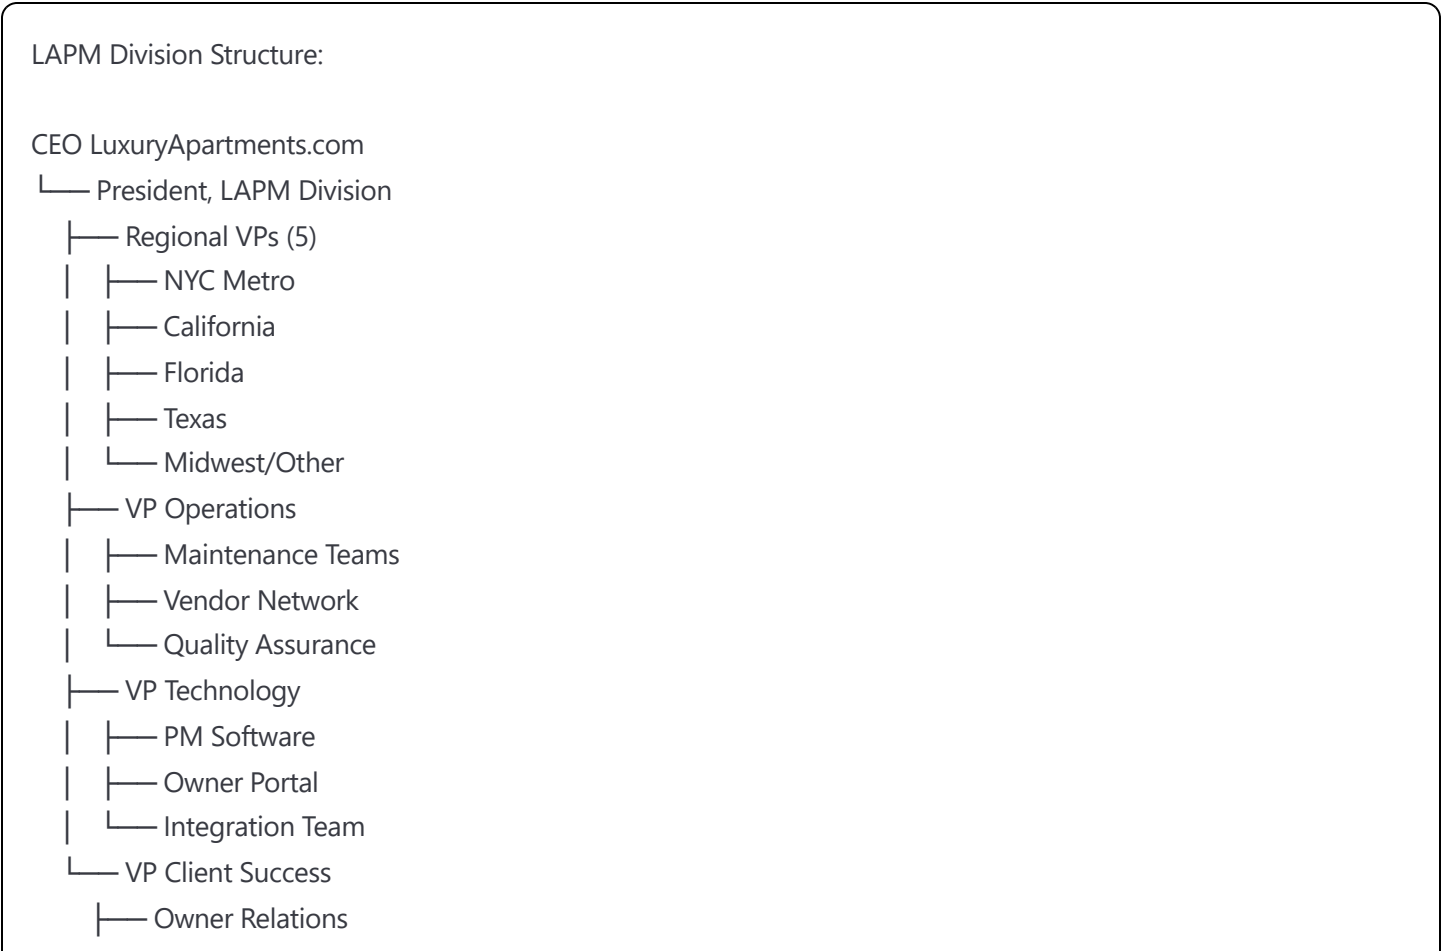 LAPM Division Structure:
CEO LuxuryApartments.com
└── President, LAPM Division
    ├── Regional VPs (5)
    │   ├── NYC Metro
    │   ├── California
    │   ├── Florida
    │   ├── Texas
    │   └── Midwest/Other
    ├── VP Operations
    │   ├── Maintenance Teams
    │   ├── Vendor Network
    │   └── Quality Assurance
    ├── VP Technology
    │   ├── PM Software
    │   ├── Owner Portal
    │   └── Integration Team
    └── VP Client Success
        ├── Owner Relations